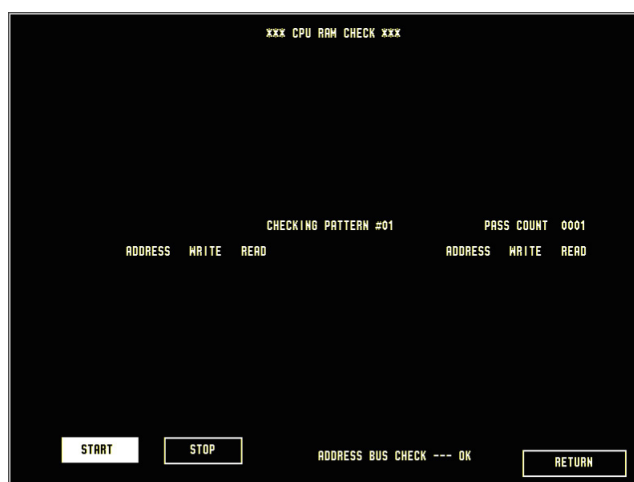 *** CPU RAM CHECK ***
CHECKING PATTERN #01 PASS COUNT 0001
ADDRESS WRITE READ ADDRESS WRITE READ
START STOP ADDRESS BUS CHECK --- OK RETURN